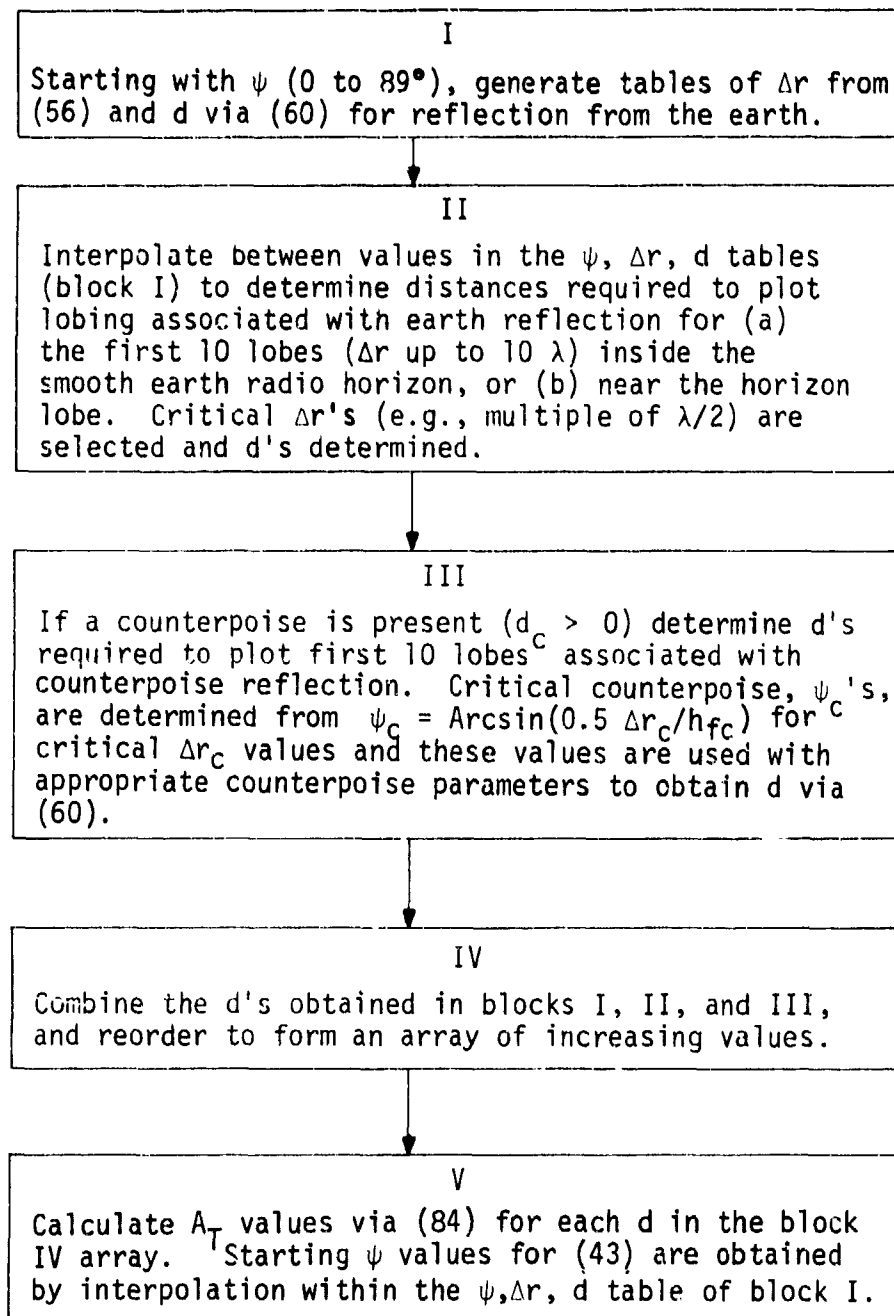 I
Starting with ψ (0 to 89°), generate tables of Δr from
(56) and d via (60) for reflection from the earth.
II
Interpolate between values in the ψ, Δr, d tables
(block I) to determine distances required to plot
lobing associated with earth reflection for (a)
the first 10 lobes (Δr up to 10 λ) inside the
smooth earth radio horizon, or (b) near the horizon
lobe. Critical Δr's (e.g., multiple of λ/2) are
selected and d's determined.
III
If a counterpoise is present (d_c > 0) determine d's
required to plot first 10 lobes associated with
counterpoise reflection. Critical counterpoise, ψ_c's,
are determined from ψ_c = Arcsin(0.5 Δr_c/h_fc) for
critical Δr_c values and these values are used with
appropriate counterpoise parameters to obtain d via
(60).
IV
Combine the d's obtained in blocks I, II, and III,
and reorder to form an array of increasing values.
V
Calculate A_T values via (84) for each d in the block
IV array. Starting ψ values for (43) are obtained
by interpolation within the ψ,Δr, d table of block I.